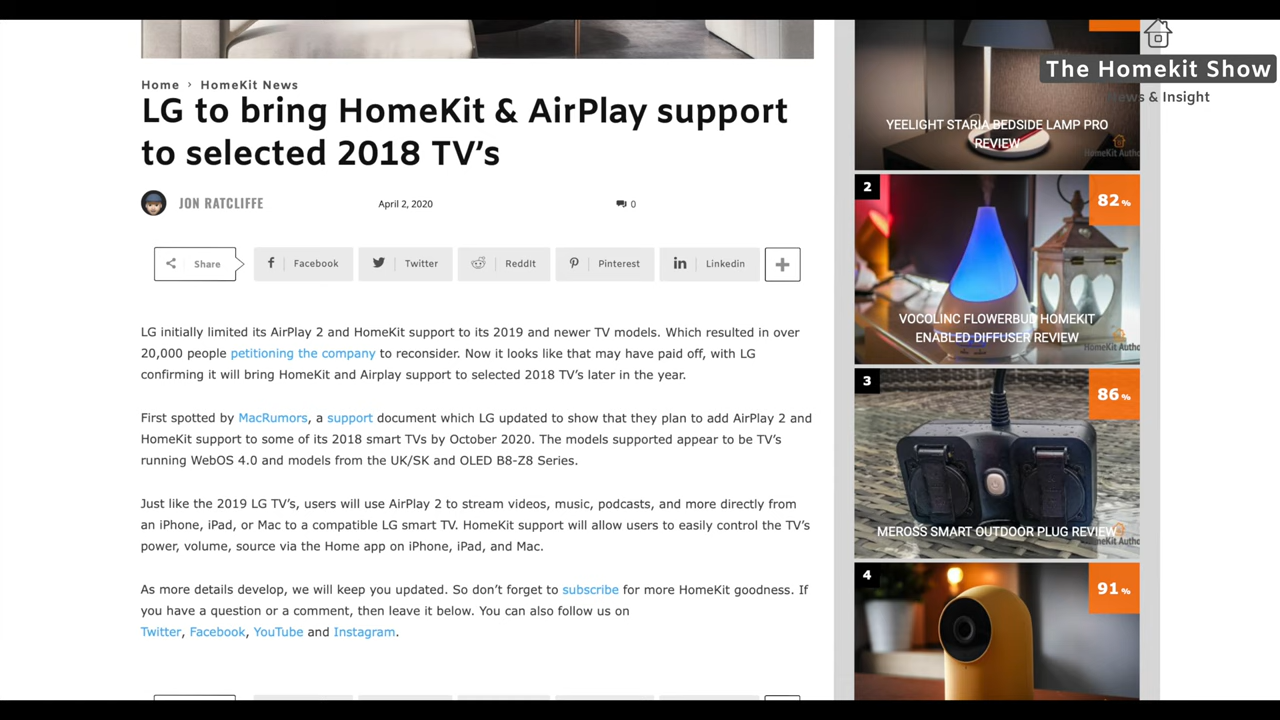 The Homekit Show
News & Insight
Home › HomeKit News
LG to bring HomeKit & AirPlay support
to selected 2018 TV’s
JON RATCLIFFE
April 2, 2020
0
Share
Facebook
Twitter
ReddIt
Pinterest
Linkedin
LG initially limited its AirPlay 2 and HomeKit support to its 2019 and newer TV models. Which resulted in over
20,000 people petitioning the company to reconsider. Now it looks like that may have paid off, with LG
confirming it will bring HomeKit and Airplay support to selected 2018 TV’s later in the year.
First spotted by MacRumors, a support document which LG updated to show that they plan to add AirPlay 2 and
HomeKit support to some of its 2018 smart TVs by October 2020. The models supported appear to be TV’s
running WebOS 4.0 and models from the UK/SK and OLED B8-Z8 Series.
Just like the 2019 LG TV’s, users will use AirPlay 2 to stream videos, music, podcasts, and more directly from
an iPhone, iPad, or Mac to a compatible LG smart TV. HomeKit support will allow users to easily control the TV’s
power, volume, source via the Home app on iPhone, iPad, and Mac.
As more details develop, we will keep you updated. So don’t forget to subscribe for more HomeKit goodness. If
you have a question or a comment, then leave it below. You can also follow us on
Twitter, Facebook, YouTube and Instagram.
YEELIGHT STARIA BEDSIDE LAMP PRO
REVIEW
HomeKit Autho
2
82%
VOCOLINC FLOWERBUD HOMEKIT
ENABLED DIFFUSER REVIEW
HomeKit Autho
3
86%
MEROSS SMART OUTDOOR PLUG REVIEW
HomeKit Autho
4
91%